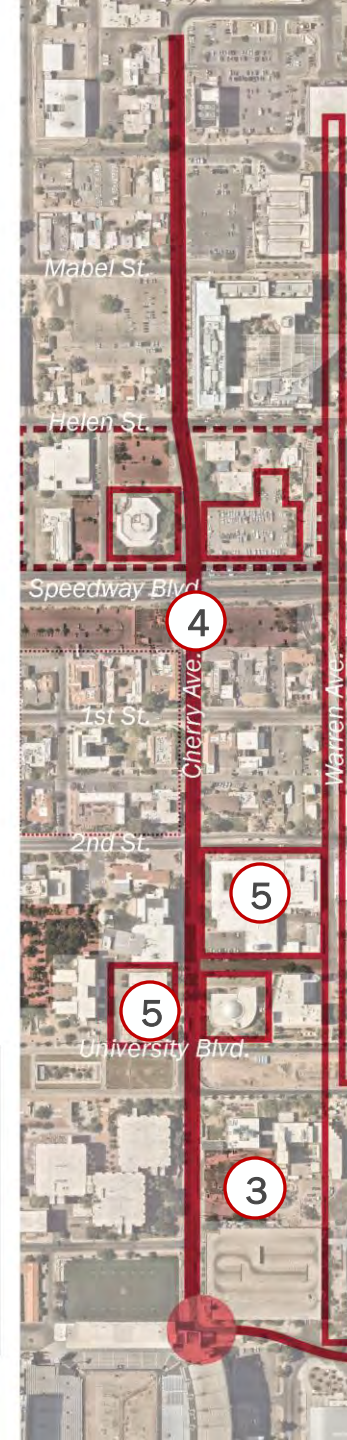 Mabel St.
Helen St.
Speedway Blvd.
4
1st St.
Cherry Ave.
Warren Ave.
2nd St.
5
5
University Blvd.
3